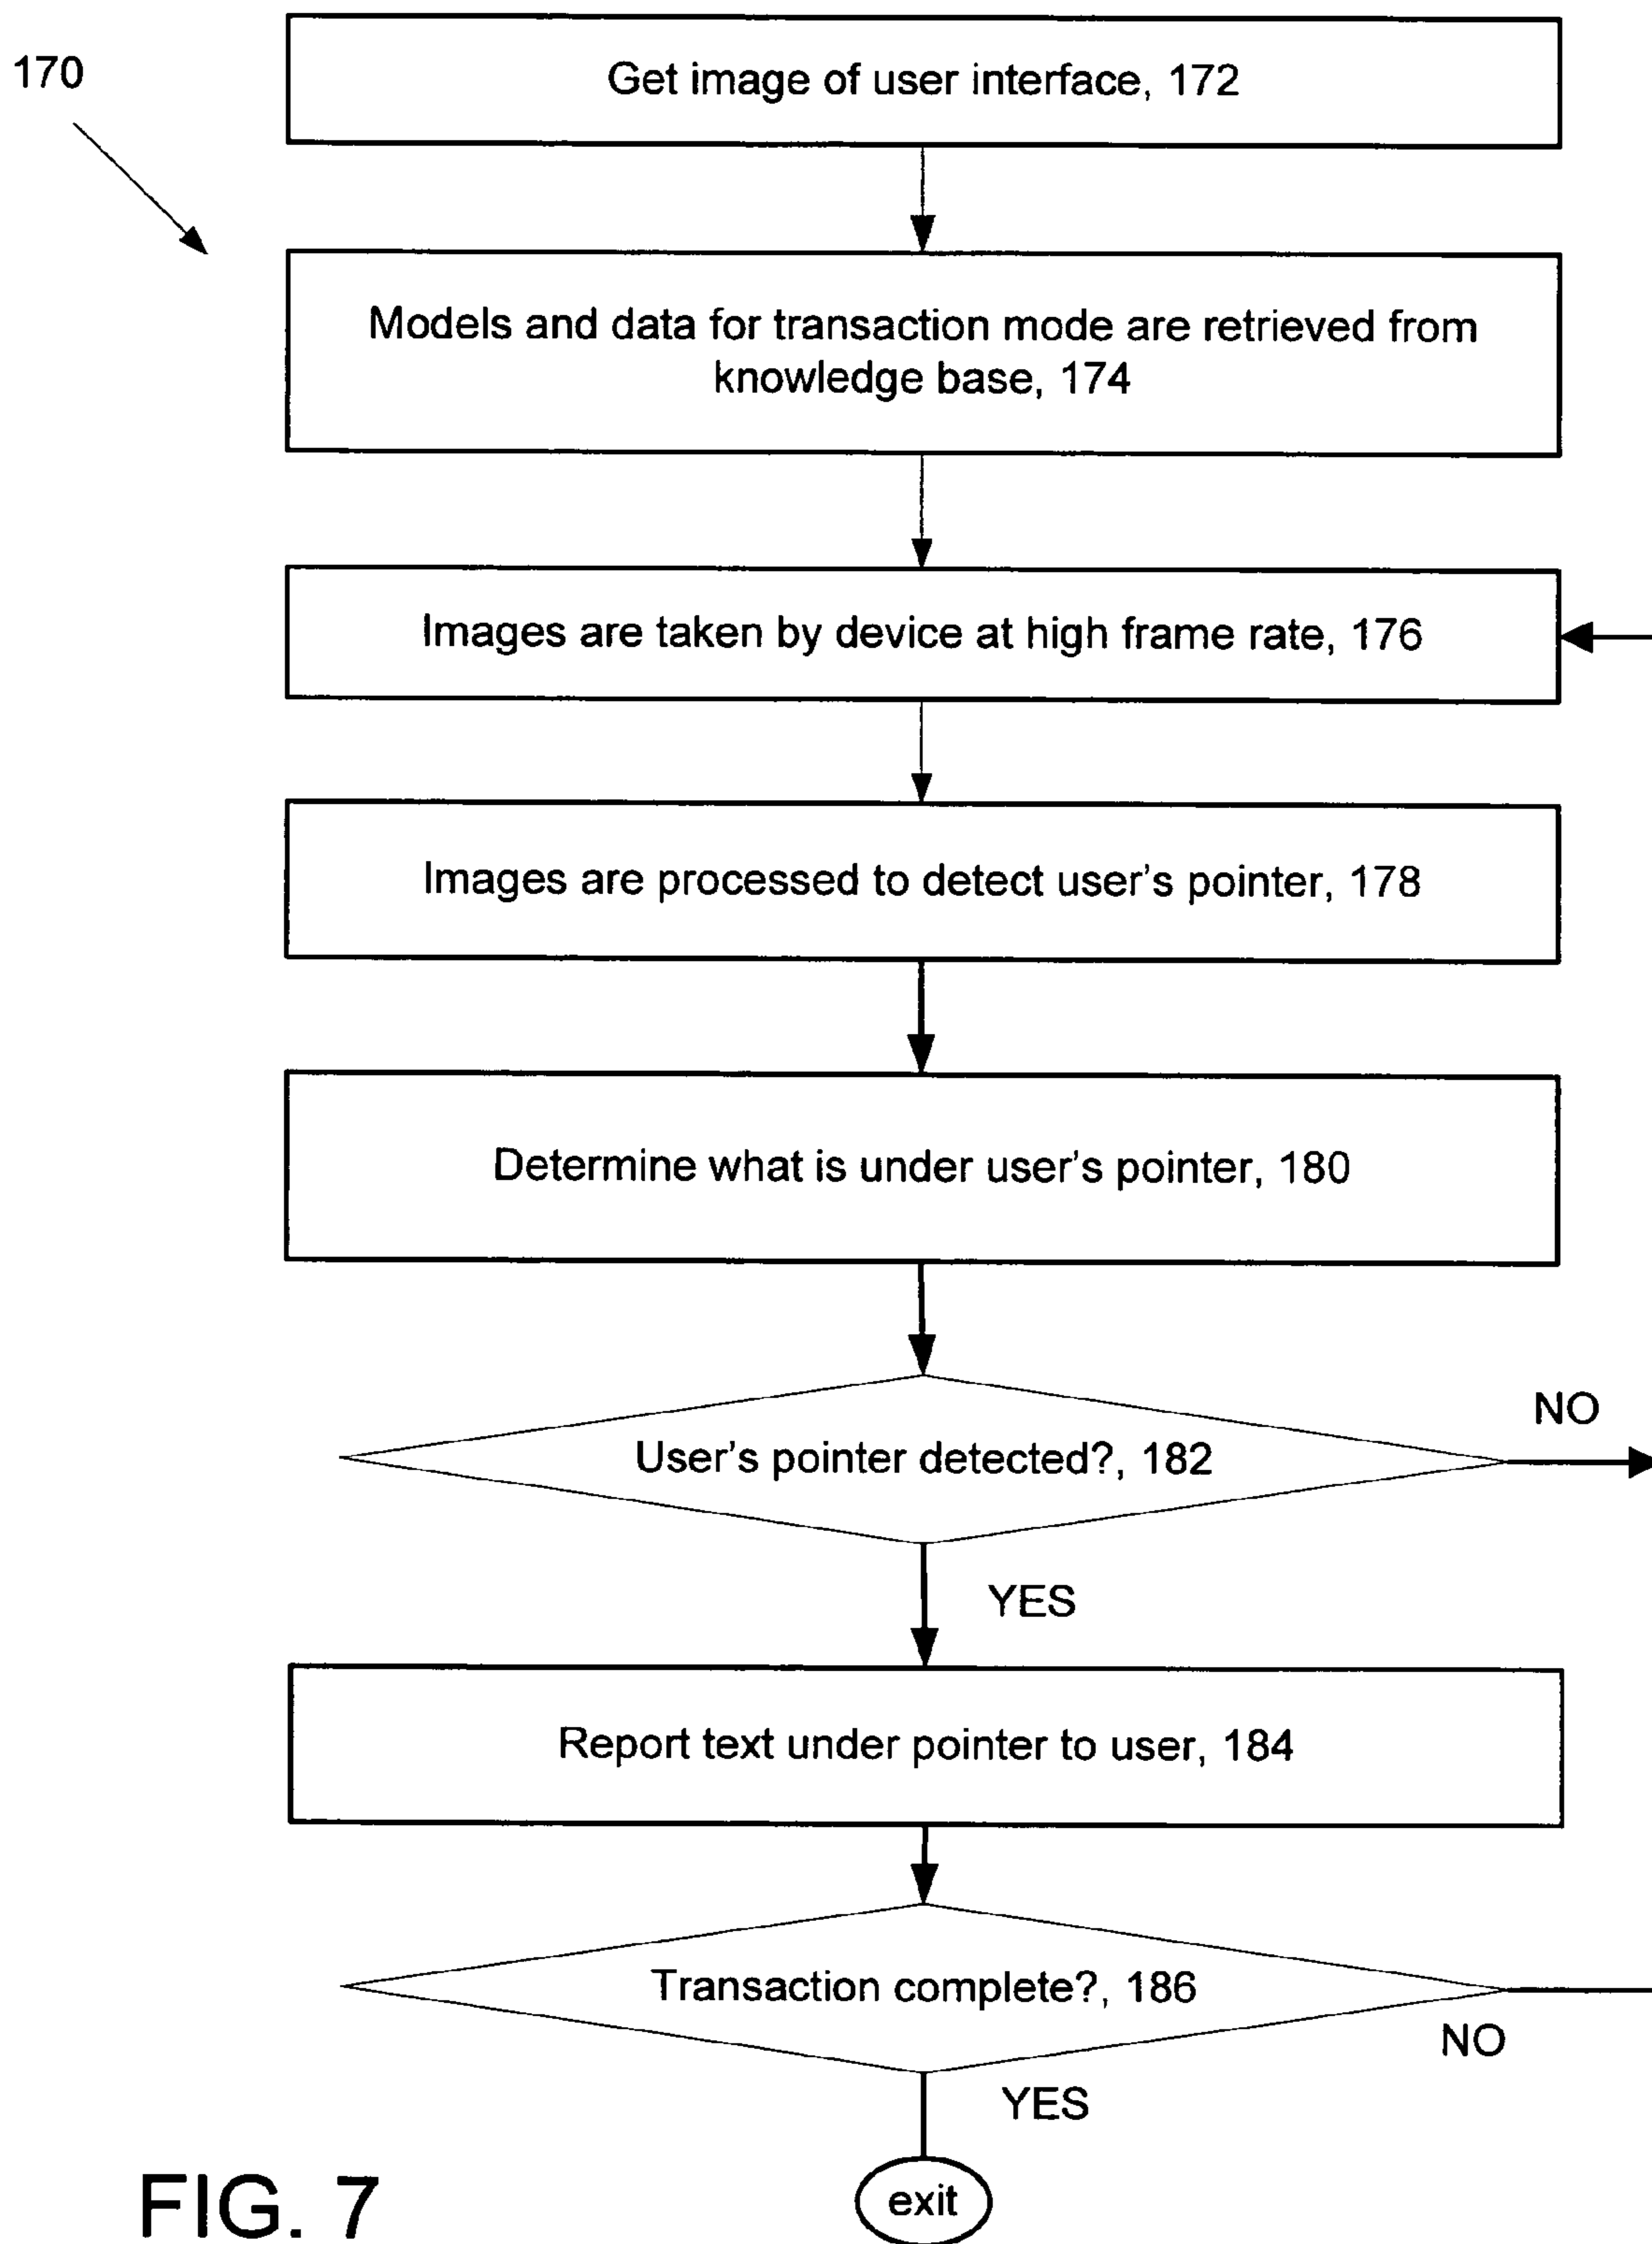 170
Get image of user interface, 172
Models and data for transaction mode are retrieved from
knowledge base, 174
Images are taken by device at high frame rate, 176
Images are processed to detect user's pointer, 178
Determine what is under user's pointer, 180
User's pointer detected?, 182
NO
YES
Report text under pointer to user, 184
Transaction complete?, 186
NO
YES
exit
FIG. 7